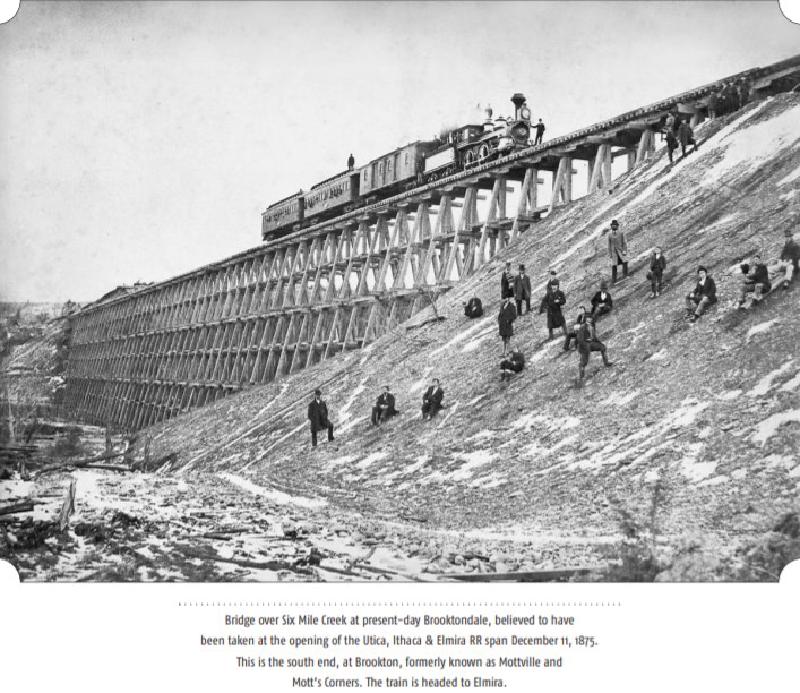 Bridge over Six Mile Creek at present-day Brooktondale, believed to have
been taken at the opening of the Utica, Ithaca & Elmira RR span December 11, 1875.
This is the south end, at Brookton, formerly known as Mottville and
Mott's Corners. The train is headed to Elmira.